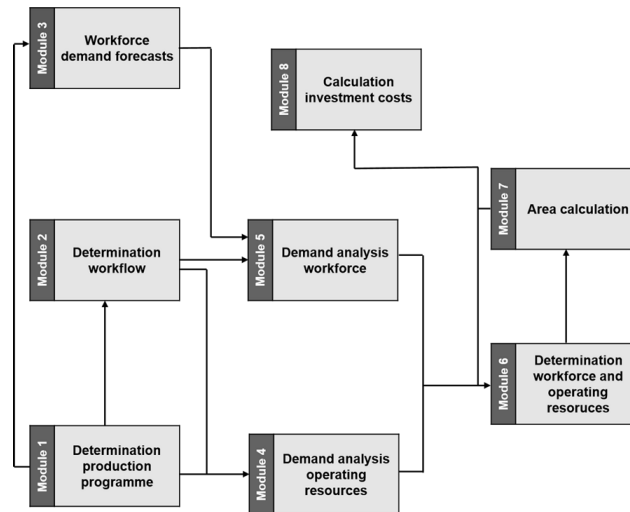 Module 3
Workforce
demand forecasts
Module 8
Calculation
investment costs
Module 7
Area calculation
Module 2
Determination
workflow
Module 5
Demand analysis
workforce
Module 6
Determination
workforce and
operating
resoruces
Module 1
Determination
production
programme
Module 4
Demand analysis
operating
resources